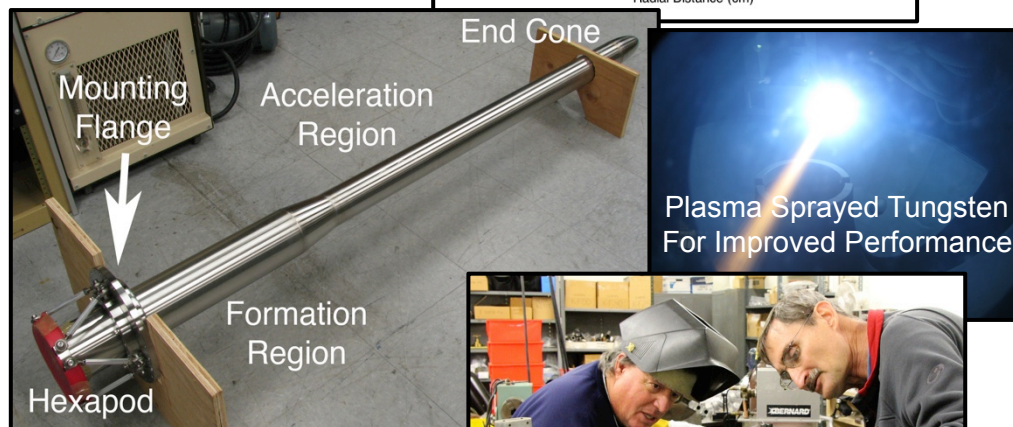 Radial Distance (cm)
End Cone
Mounting
Flange
Acceleration
Region
Plasma Sprayed Tungsten
For Improved Performance
Formation
Region
Hexapod
BERNARD